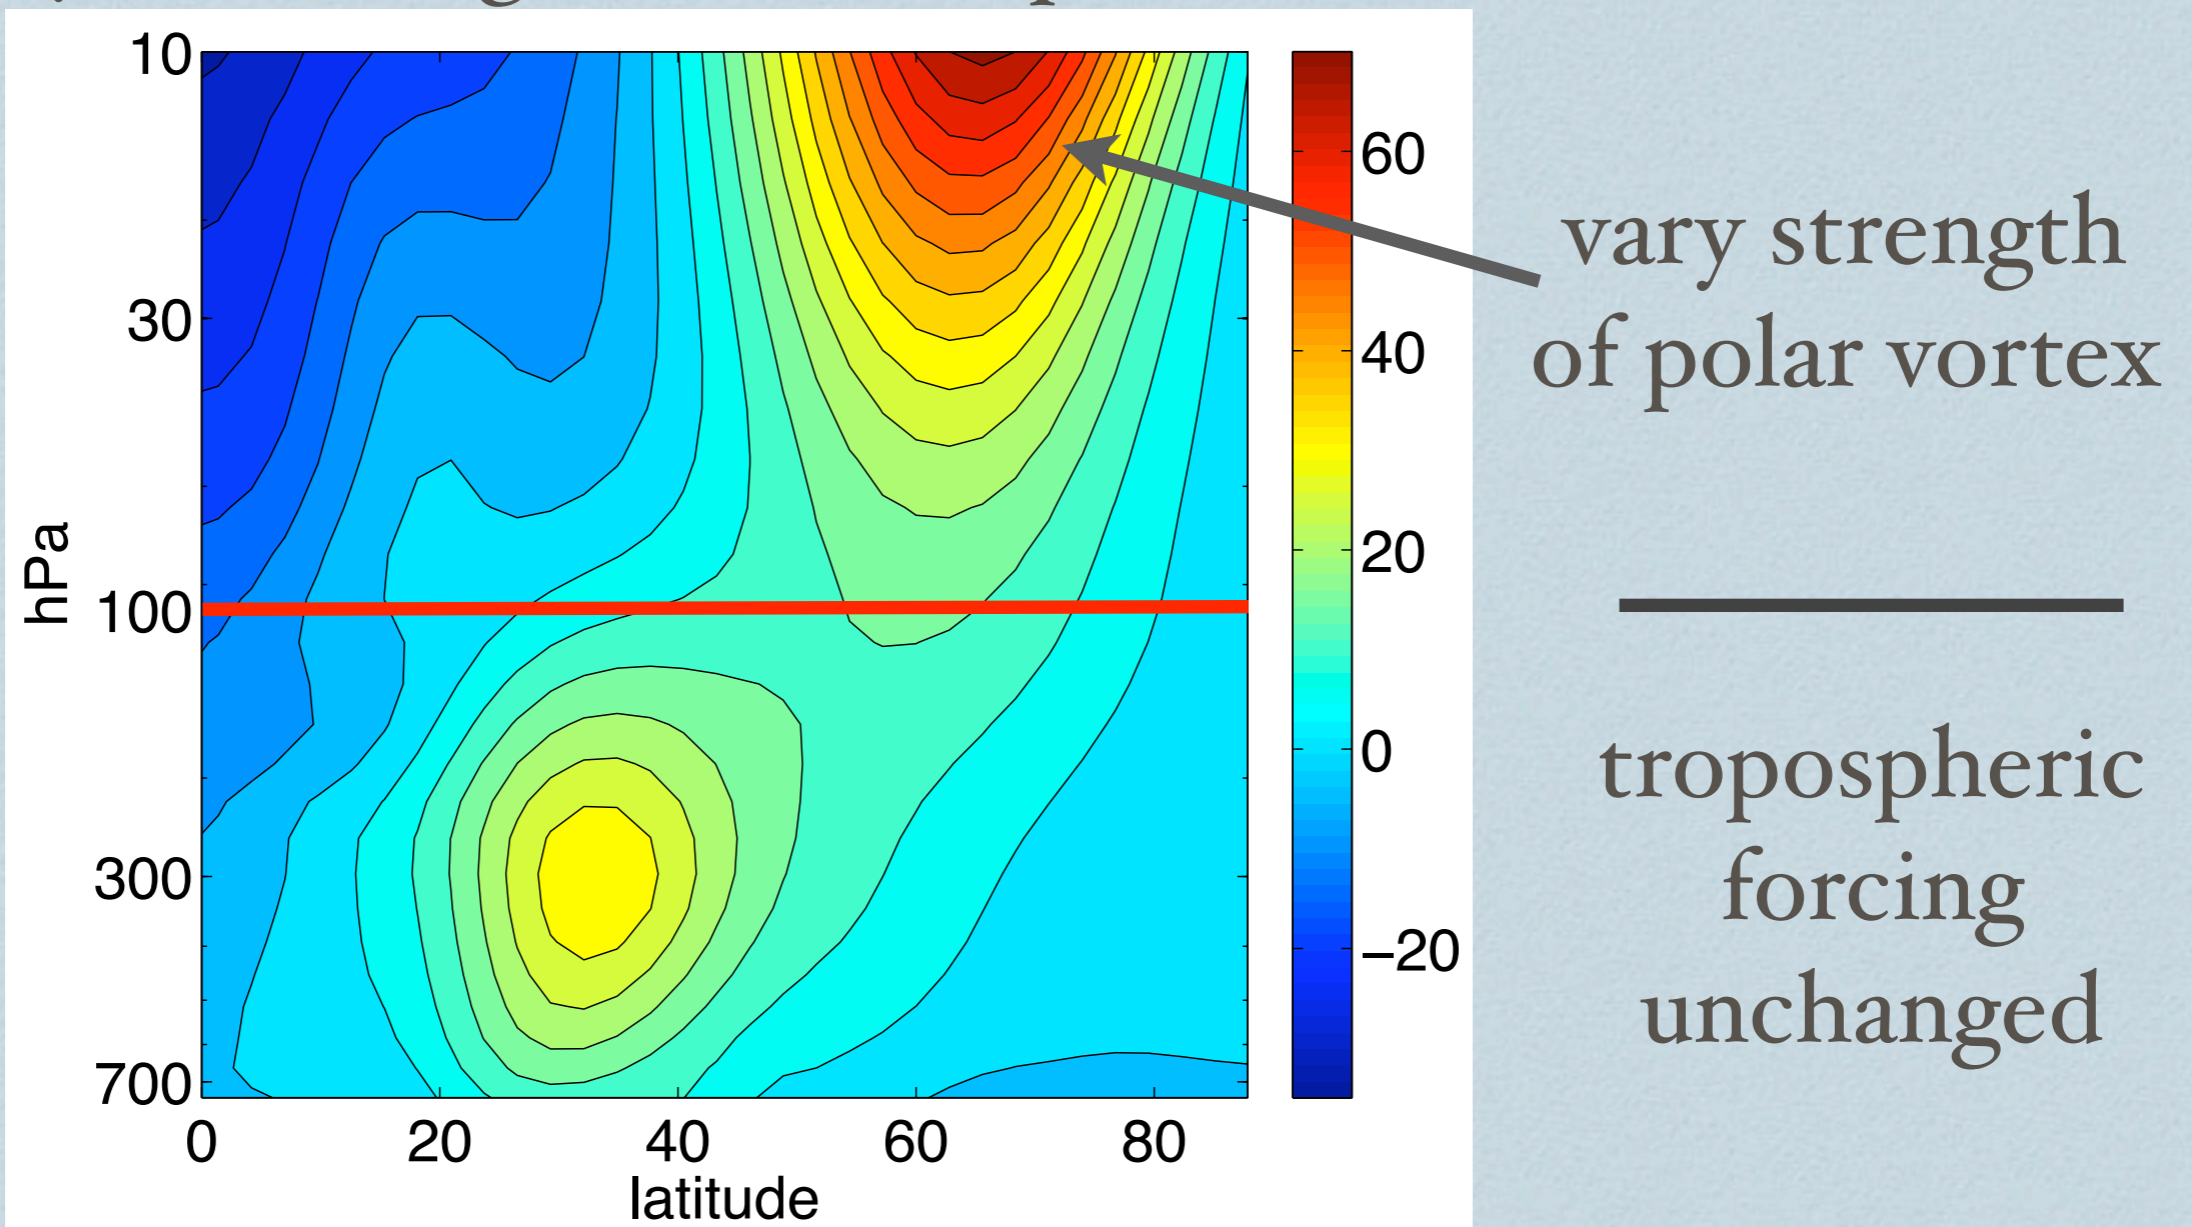 10
30
100
300
700
hPa
0 20 40 60 80
latitude
60
40
20
0
−20
vary strength
of polar vortex
tropospheric
forcing
unchanged